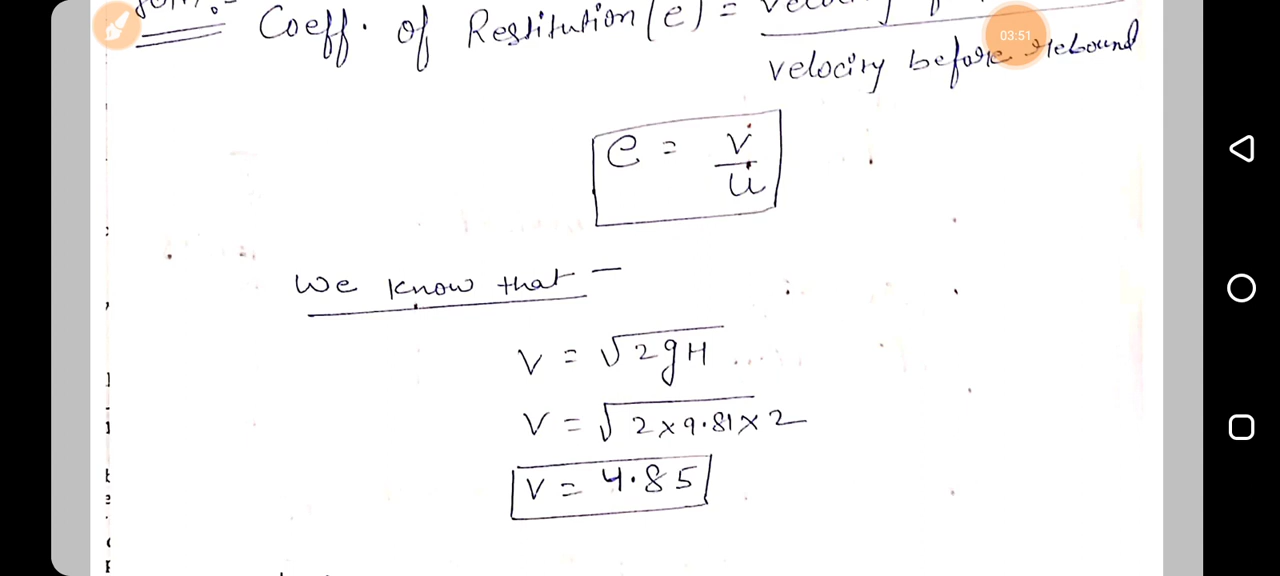 Coeff. of Restitution (e) =
03:51
velocity before rebound
e = v/u
We know that —
V = √2gH ...
V = √2×9.81×2
V = 4.85